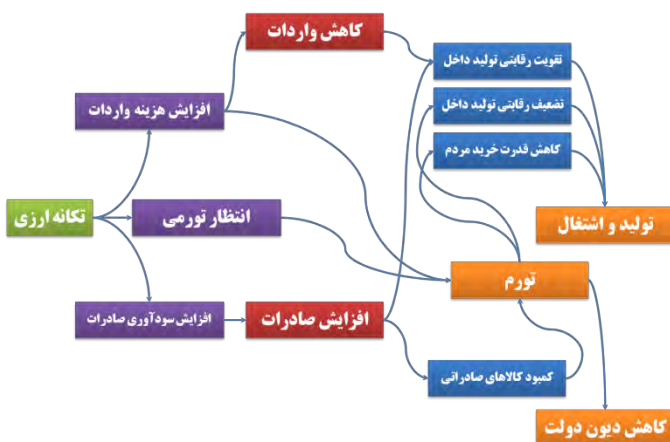 کاهش واردات
تقویت رقابتی تولید داخل
تضعیف رقابتی تولید داخل
افزایش هزینه واردات
کاهش قدرت خرید مردم
تکانه ارزی
انتظار تورمی
تولید و اشتغال
تورم
افزایش سودآوری صادرات
افزایش صادرات
کمبود کالاهای صادراتی
کاهش دیون دولت